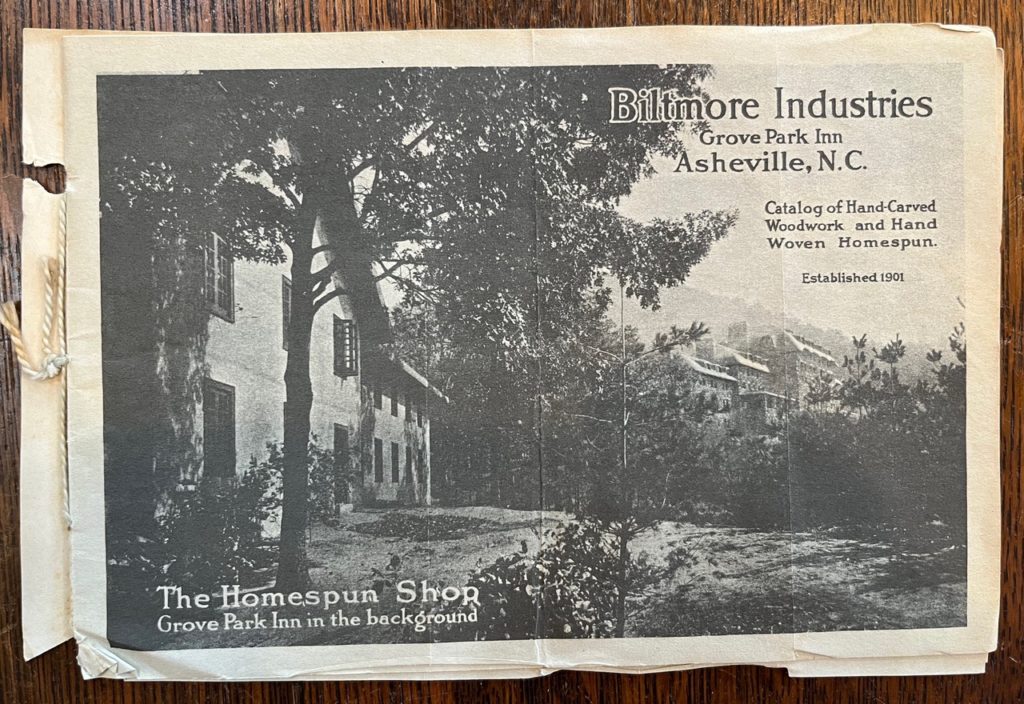 Biltmore Industries
Grove Park Inn
Asheville, N.C.
Catalog of Hand-Carved
Woodwork and Hand
Woven Homespun.
Established 1901
The Homespun Shop
Grove Park Inn in the background